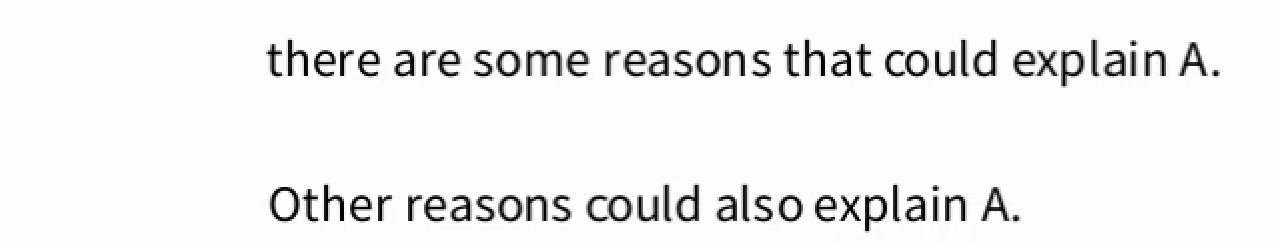 there are some reasons that could explain A.
Other reasons could also explain A.